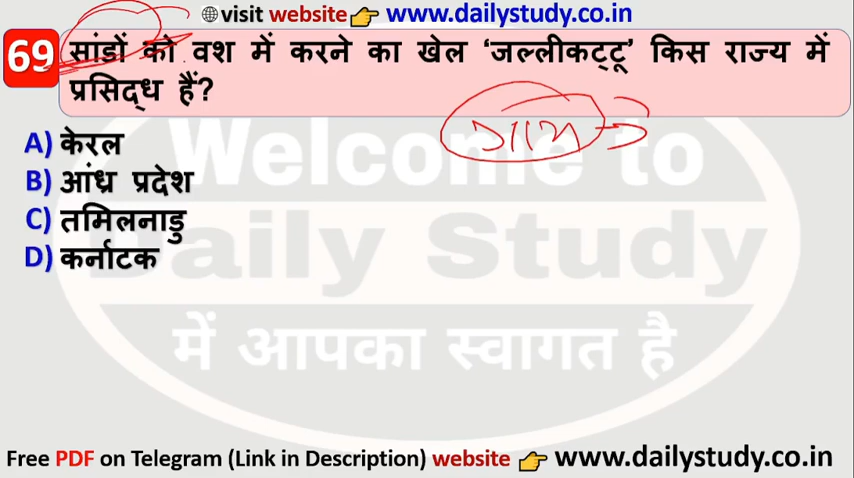 visit website 👉 www.dailystudy.co.in
69 सांडों को वश में करने का खेल ‘जल्लीकट्टू’ किस राज्य में
प्रसिद्ध हैं?
A) केरल
B) आंध्र प्रदेश
C) तमिलनाडु
D) कर्नाटक
Welcome to
Daily Study
में आपका स्वागत है
Free PDF on Telegram (Link in Description) website 👉 www.dailystudy.co.in